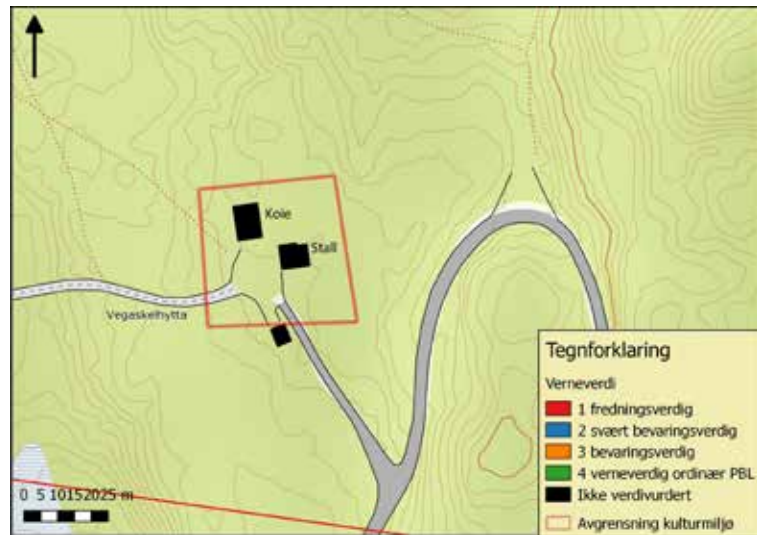 Koie
Stall
Vegaskelhytta
Tegnforklaring
Verneverdi
1 fredningsverdig
2 svært bevaringsverdig
3 bevaringsverdig
4 verneverdig ordinær PBL
Ikke verdivurdert
Avgrensning kulturmiljø
0 5 10152025 m